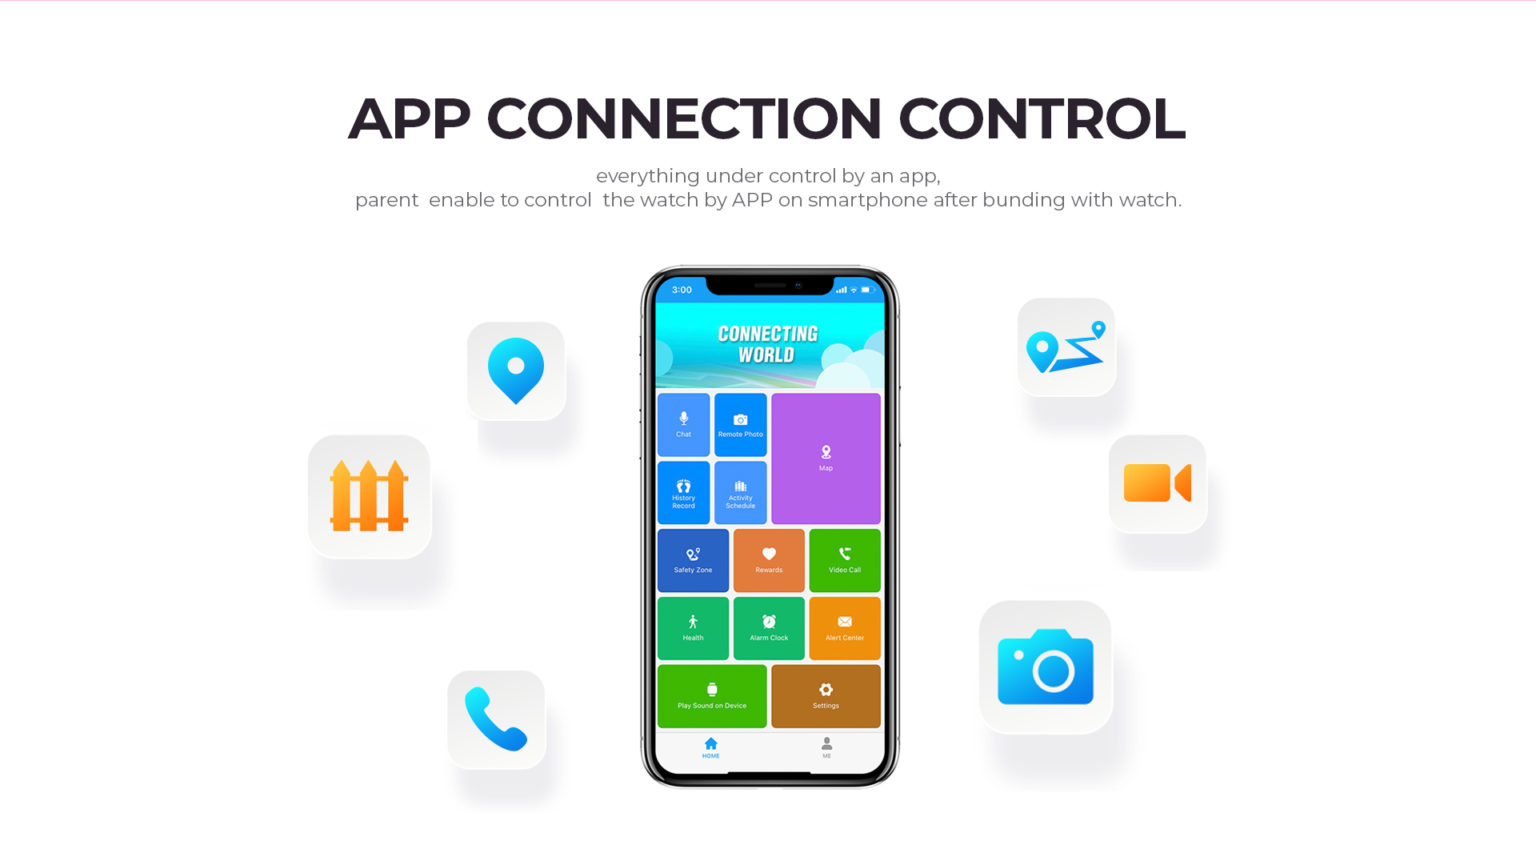 APP CONNECTION CONTROL
everything under control by an app,
parent enable to control the watch by APP on smartphone after bunding with watch.
3:00
CONNECTING
WORLD
Chat
Remote Photo
Map
History
Record
Activity
Schedule
Safety Zone
Rewards
Video Call
Health
Alarm Clock
Alert Center
Play Sound on Device
Settings
HOME
ME